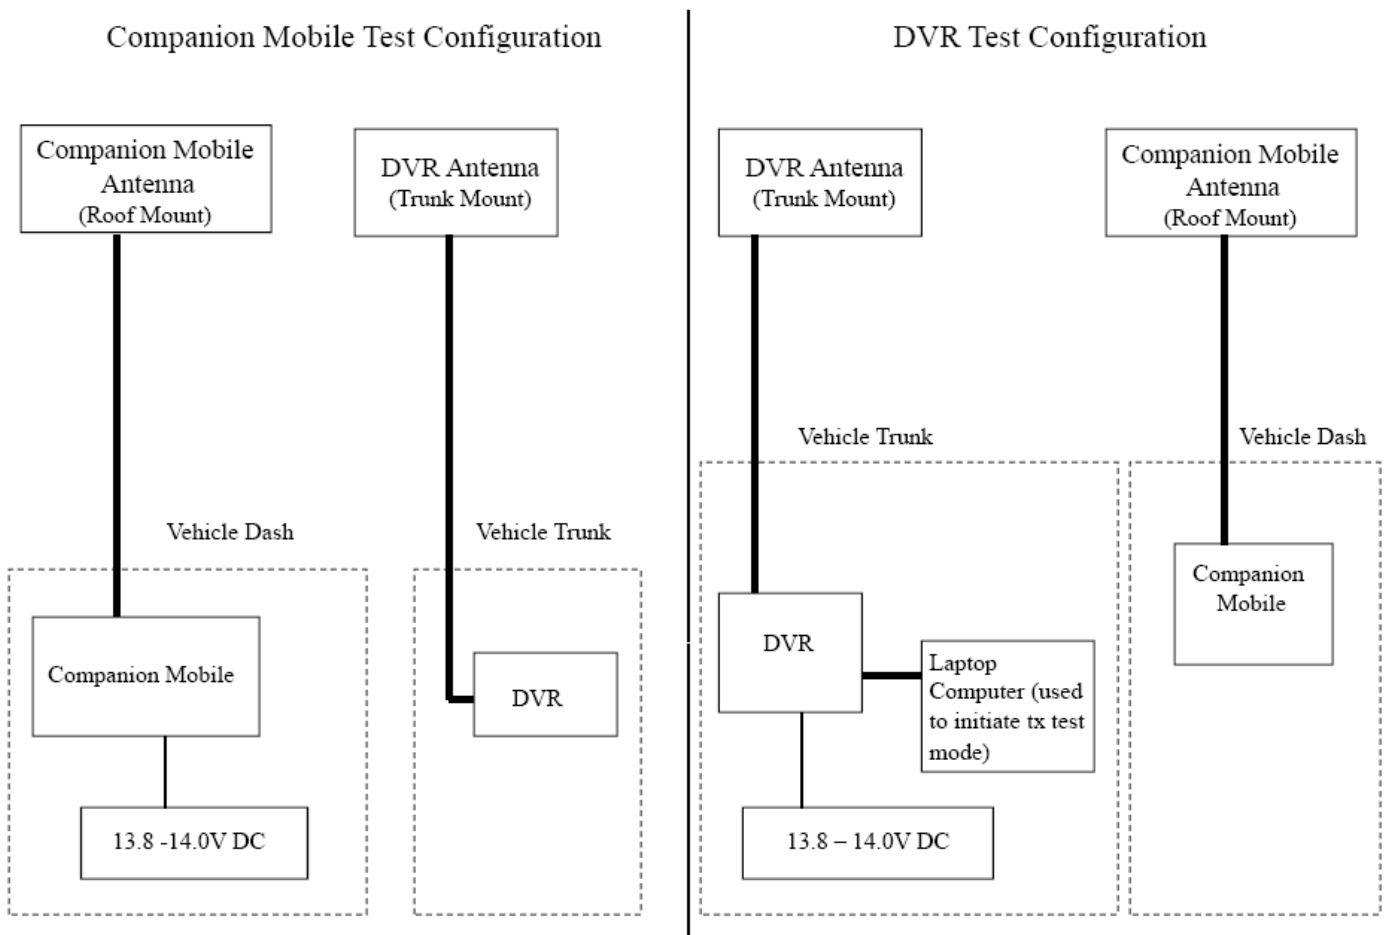 Companion Mobile Test Configuration
Companion Mobile
Antenna
(Roof Mount)
DVR Antenna
(Trunk Mount)
Vehicle Dash
Vehicle Trunk
Companion Mobile
DVR
13.8 -14.0V DC
DVR Test Configuration
DVR Antenna
(Trunk Mount)
Companion Mobile
Antenna
(Roof Mount)
Vehicle Trunk
Vehicle Dash
Companion
Mobile
DVR
Laptop
Computer (used
to initiate tx test
mode)
13.8 – 14.0V DC